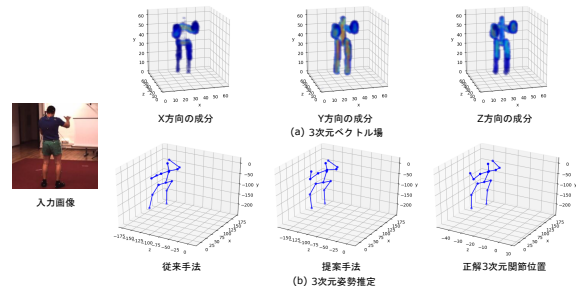 X方向の成分
Y方向の成分
Z方向の成分
(a) 3次元ベクトル場
入力画像
従来手法
提案手法
正解3次元関節位置
(b) 3次元姿勢推定